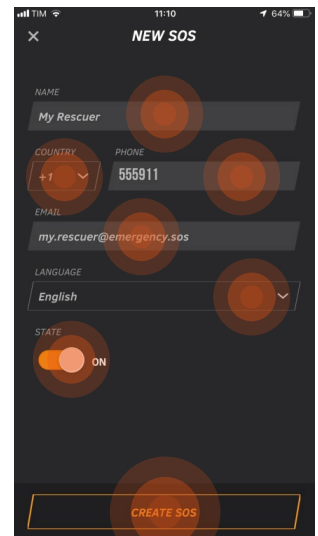 TIM 11:10 64%
NEW SOS
NAME
My Rescuer
COUNTRY PHONE
+1 555911
EMAIL
my.rescuer@emergency.sos
LANGUAGE
English
STATE
ON
CREATE SOS